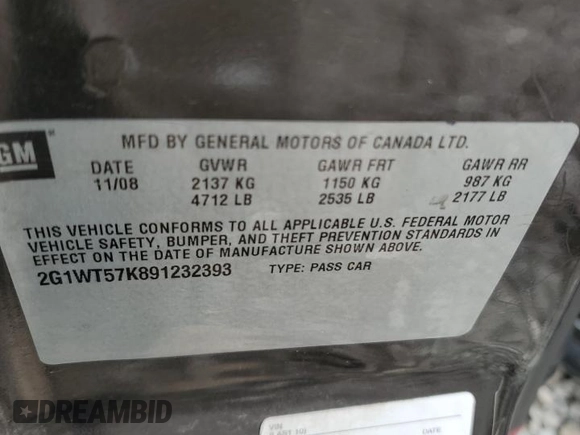 GM
MFD BY GENERAL MOTORS OF CANADA LTD.
DATE GVWR GAWR FRT GAWR RR
11/08 2137 KG 1150 KG 987 KG
4712 LB 2535 LB 2177 LB
THIS VEHICLE CONFORMS TO ALL APPLICABLE U.S. FEDERAL MOTOR
VEHICLE SAFETY, BUMPER, AND THEFT PREVENTION STANDARDS IN
EFFECT ON THE DATE OF MANUFACTURE SHOWN ABOVE.
2G1WT57K891232393 TYPE: PASS CAR
VIN
DREAMBID